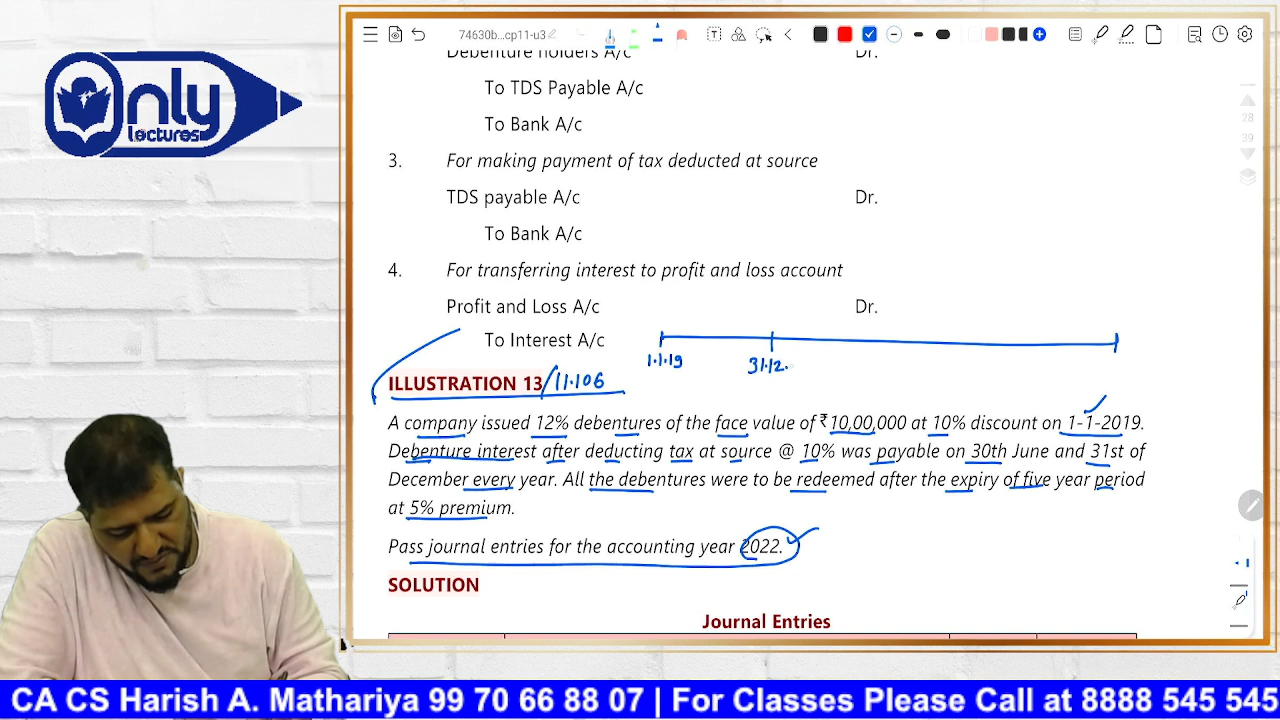 nly
lectures
74630b...cp11-u3
Debenture holders A/c Dr.
To TDS Payable A/c
To Bank A/c
3. For making payment of tax deducted at source
TDS payable A/c Dr.
To Bank A/c
4. For transferring interest to profit and loss account
Profit and Loss A/c Dr.
To Interest A/c
1.1.19 31.12.
ILLUSTRATION 13/11.106
A company issued 12% debentures of the face value of ₹10,00,000 at 10% discount on 1-1-2019.
Debenture interest after deducting tax at source @ 10% was payable on 30th June and 31st of
December every year. All the debentures were to be redeemed after the expiry of five year period
at 5% premium.
Pass journal entries for the accounting year 2022.
SOLUTION
Journal Entries
28
39
CA CS Harish A. Mathariya 99 70 66 88 07 | For Classes Please Call at 8888 545 545